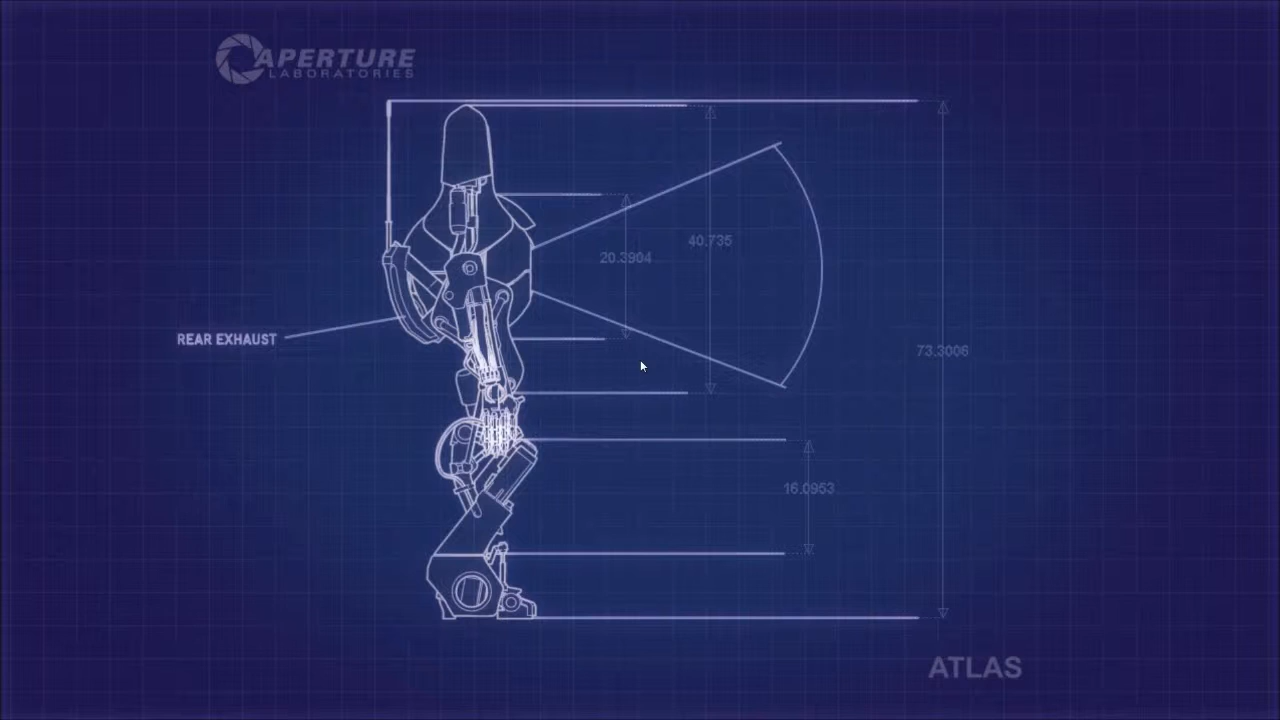 APERTURE
LABORATORIES
40.735
20.3904
REAR EXHAUST
73.3006
16.0953
ATLAS